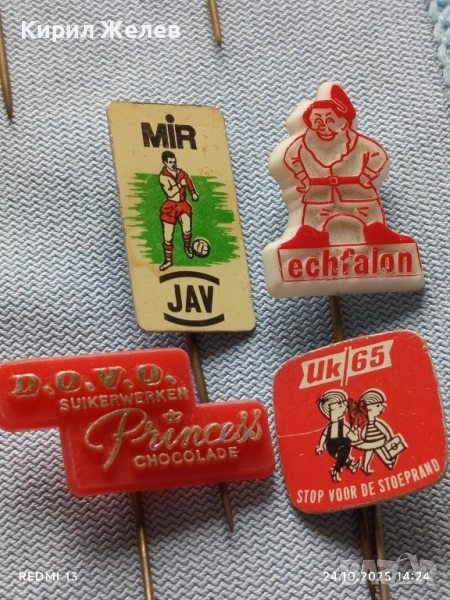 Кирил Желев
MiR
JAV
echfalon
D.O.V.O.
SUIKERWERKEN
Princess
CHOCOLADE
Uk 65
STOP VOOR DE STOEPRAND
REDMI 13
24.10.2025 14:24